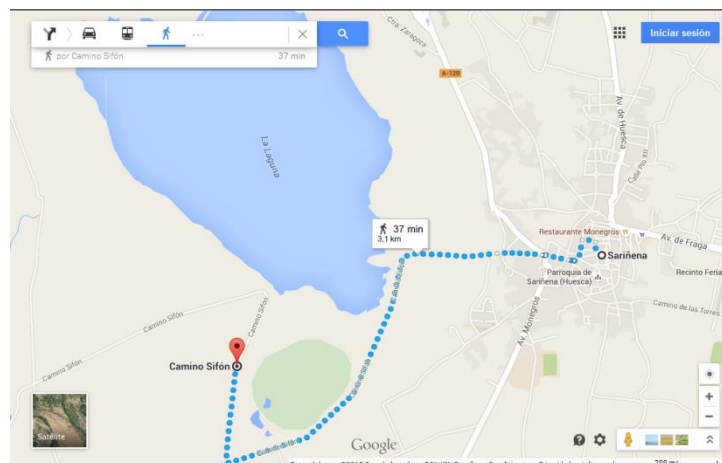 Iniciar sesión
por Camino Sifón 37 min
Ctra. Zaragoza
A-129
Av. de Huesca
Calle Pío XII
La Laguna
37 min
3,1 km
Restaurante Monegros
Av. de Fraga
Sariñena
Parroquia de
Sariñena (Huesca)
Recinto Feria
Camino de las Torres
Av. Monegros
Camino Sifón
Camino Sifón
Camino Sifón
Camino Sifón
Camino Sifón
Camino Sifón
Satélite
Google